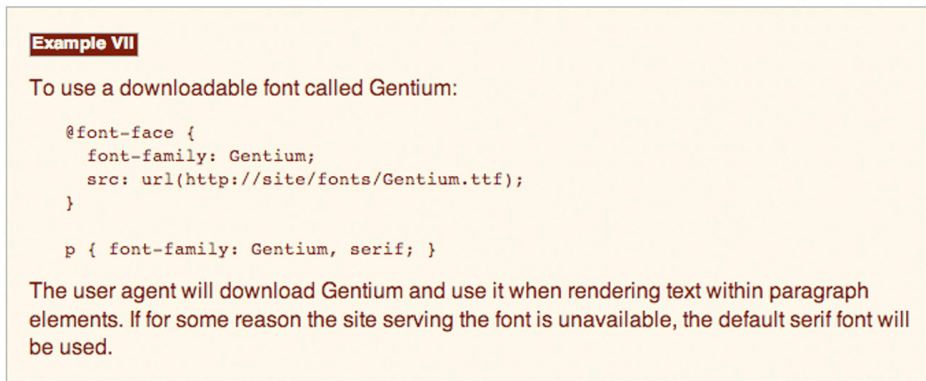 Example VII
To use a downloadable font called Gentium:
@font-face {
font-family: Gentium;
src: url(http://site/fonts/Gentium.ttf);
}
p { font-family: Gentium, serif; }
The user agent will download Gentium and use it when rendering text within paragraph
elements. If for some reason the site serving the font is unavailable, the default serif font will
be used.